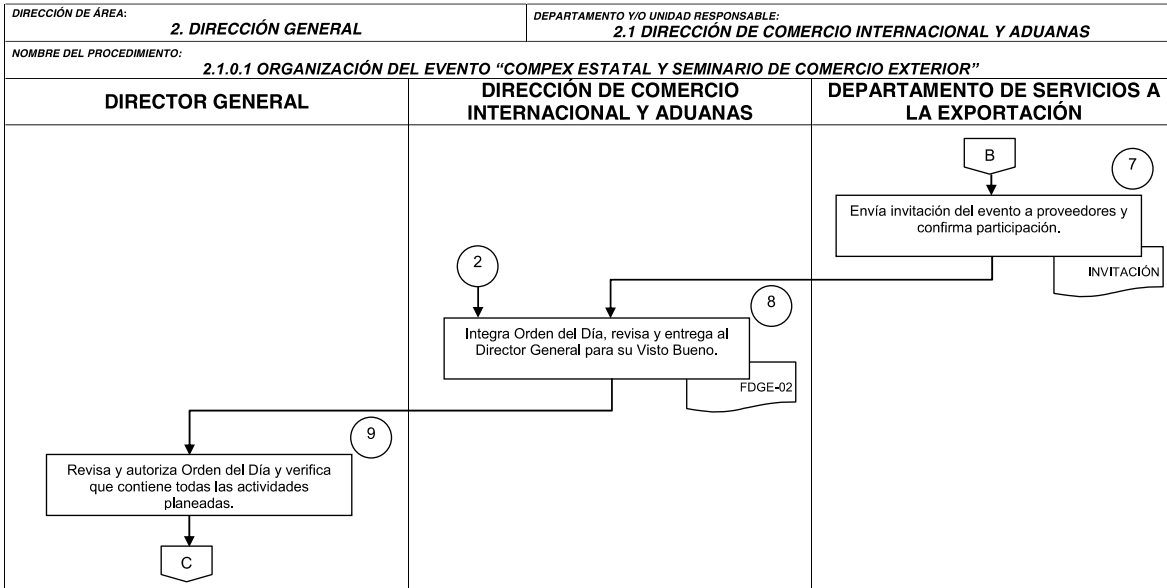 DIRECCIÓN DE ÁREA:
2. DIRECCIÓN GENERAL
DEPARTAMENTO Y/O UNIDAD RESPONSABLE:
2.1 DIRECCIÓN DE COMERCIO INTERNACIONAL Y ADUANAS
NOMBRE DEL PROCEDIMIENTO:
2.1.0.1 ORGANIZACIÓN DEL EVENTO “COMPEX ESTATAL Y SEMINARIO DE COMERCIO EXTERIOR”
DIRECTOR GENERAL
DIRECCIÓN DE COMERCIO
INTERNACIONAL Y ADUANAS
DEPARTAMENTO DE SERVICIOS A
LA EXPORTACIÓN
B
7
Envía invitación del evento a proveedores y
confirma participación.
INVITACIÓN
2
8
Integra Orden del Día, revisa y entrega al
Director General para su Visto Bueno.
FDGE-02
9
Revisa y autoriza Orden del Día y verifica
que contiene todas las actividades
planeadas.
C